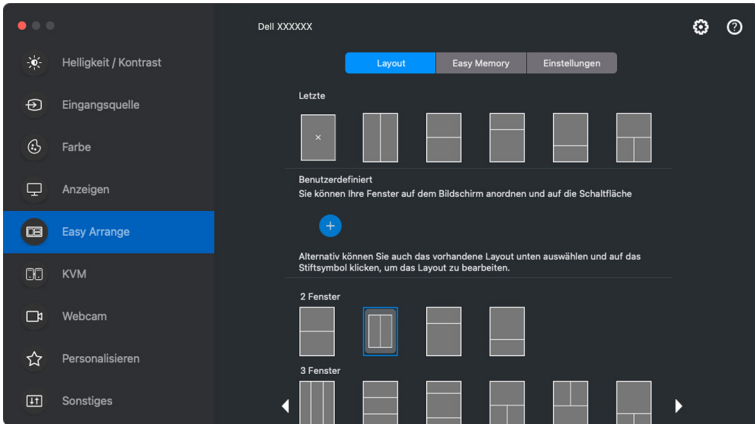 Dell XXXXXX
Helligkeit / Kontrast
Eingangsquelle
Farbe
Anzeigen
Easy Arrange
KVM
Webcam
Personalisieren
Sonstiges
Layout Easy Memory Einstellungen
Letzte
Benutzerdefiniert
Sie können Ihre Fenster auf dem Bildschirm anordnen und auf die Schaltfläche
Alternativ können Sie auch das vorhandene Layout unten auswählen und auf das
Stiftsymbol klicken, um das Layout zu bearbeiten.
2 Fenster
3 Fenster